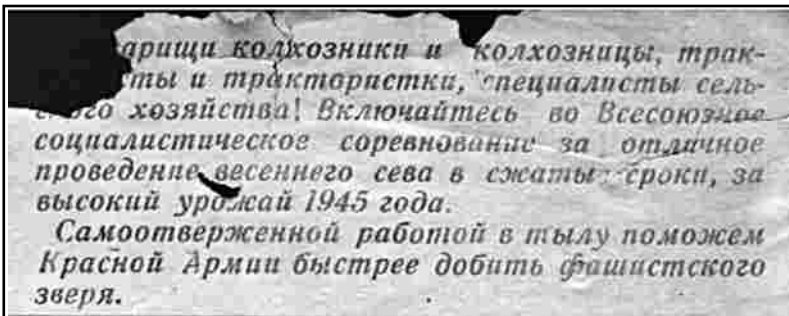 арищи колхозники и колхозницы, трак-
ты и трактористки, специалисты сель-
ского хозяйства! Включайтесь во Всесоюзное
социалистическое соревнование за отличное
проведение весеннего сева в сжатые сроки, за
высокий урожай 1945 года.
Самоотверженной работой в тылу поможем
Красной Армии быстрее добить фашистского
зверя.